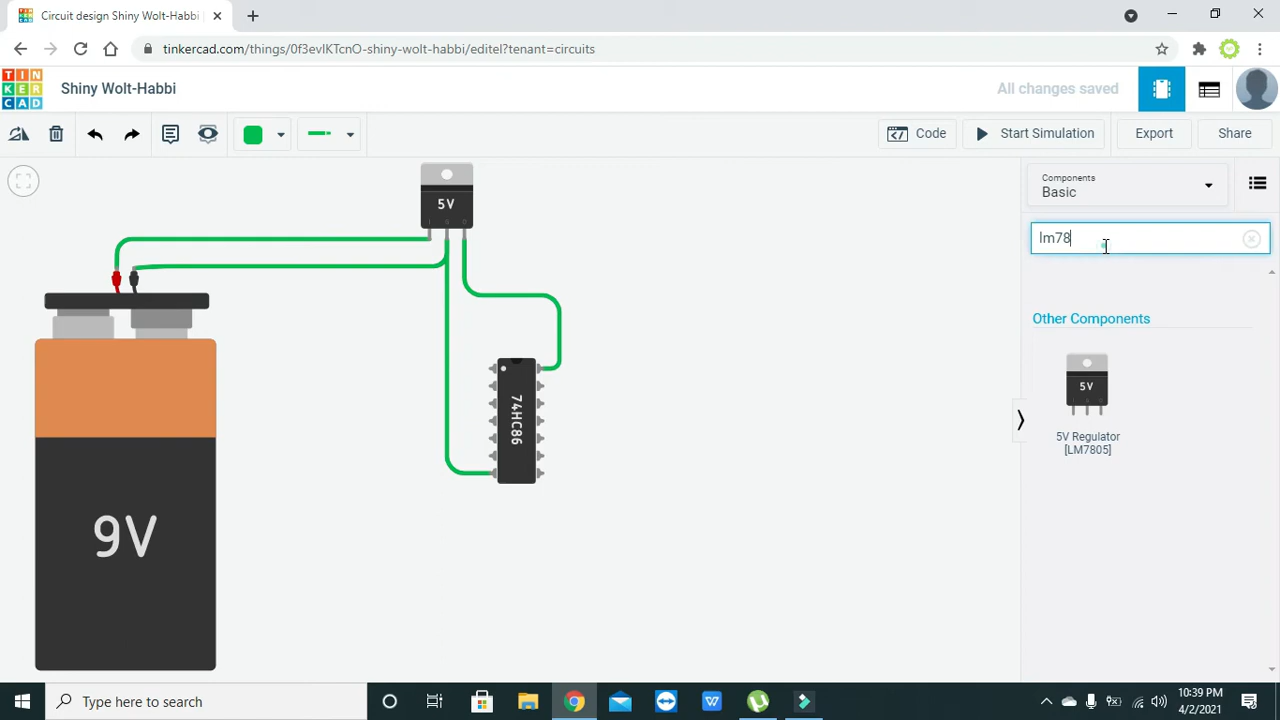 Circuit design Shiny Wolt-Habbi
tinkercad.com/things/0f3evIKTcnO-shiny-wolt-habbi/editel?tenant=circuits
TIN
KER
CAD
Shiny Wolt-Habbi
All changes saved
Code
Start Simulation
Export
Share
Components
Basic
lm78
Other Components
5V
5V Regulator
[LM7805]
5V
74HC86
9V
Type here to search
10:39 PM
4/2/2021